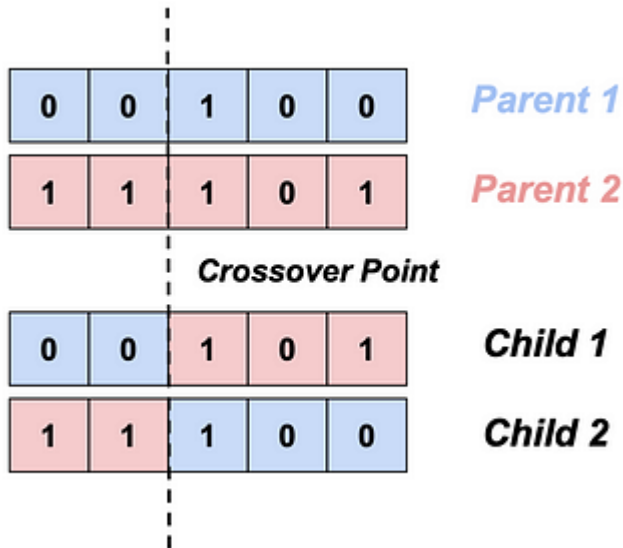 0 0 1 0 0 Parent 1
1 1 1 0 1 Parent 2
Crossover Point
0 0 1 0 1 Child 1
1 1 1 0 0 Child 2